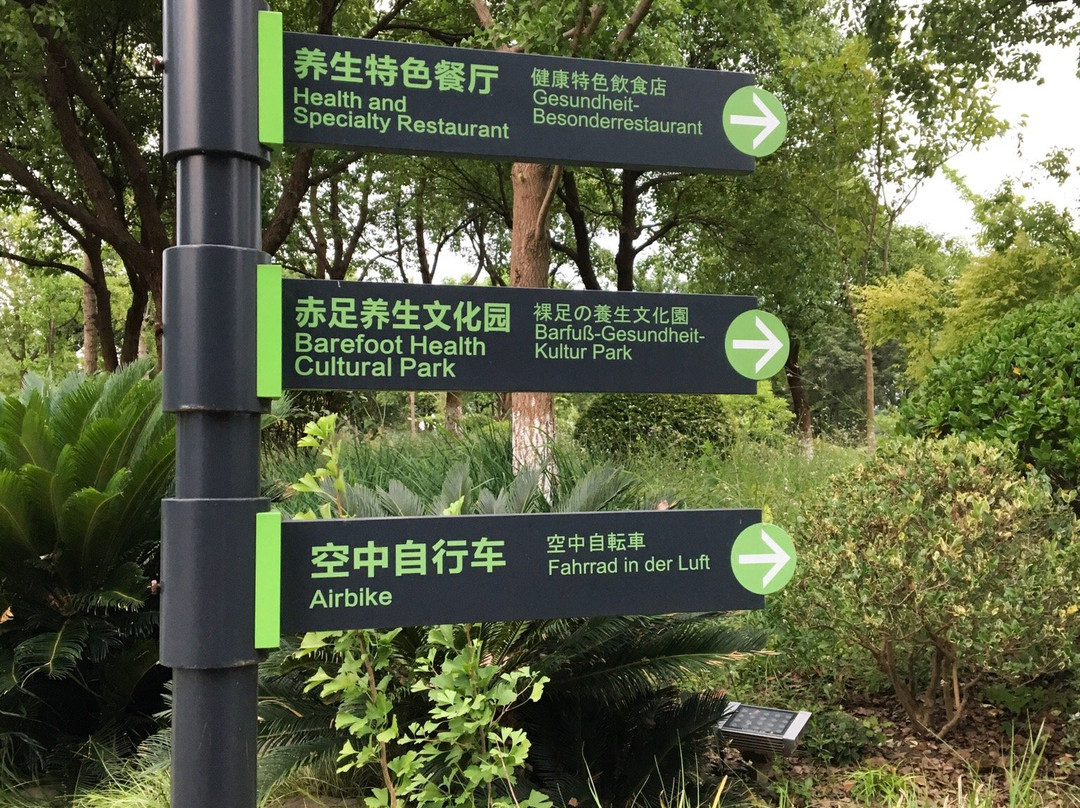 养生特色餐厅
Health and
Specialty Restaurant
健康特色飲食店
Gesundheit-
Besonderrestaurant
赤足养生文化园
Barefoot Health
Cultural Park
裸足の養生文化園
Barfuß-Gesundheit-
Kultur Park
空中自行车
Airbike
空中自転車
Fahrrad in der Luft